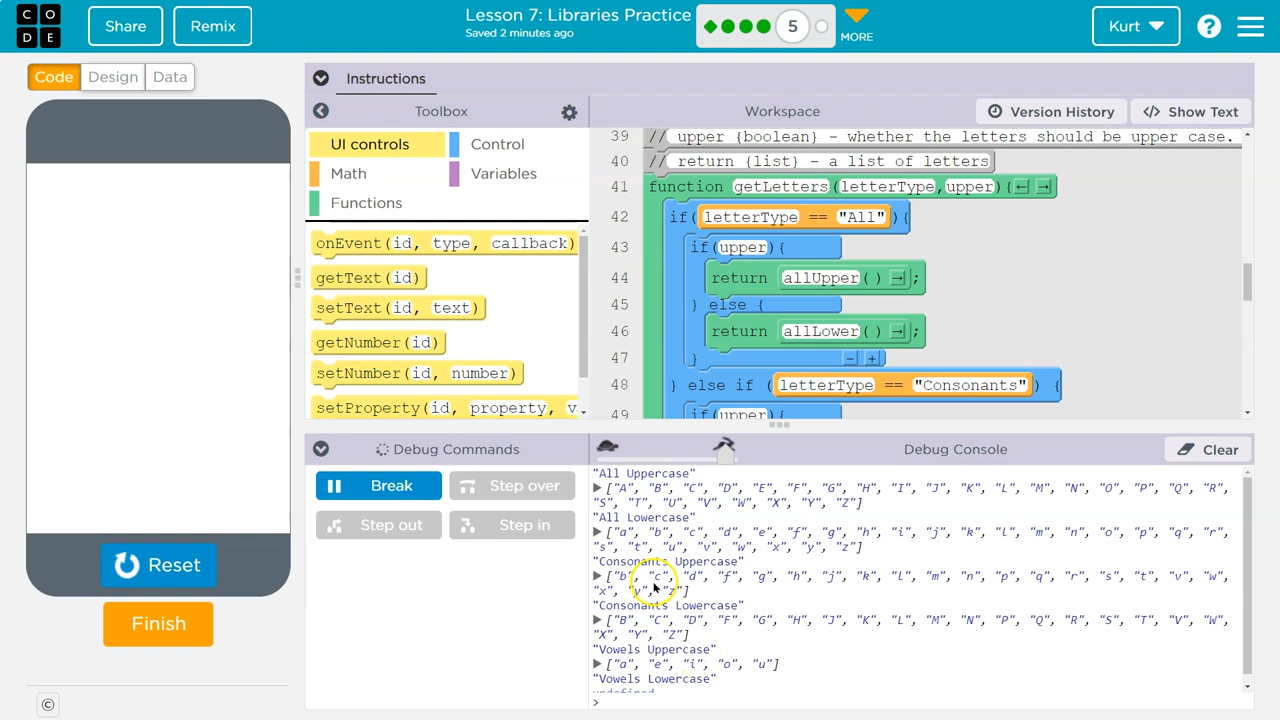 CODE
Share
Remix
Lesson 7: Libraries Practice
Saved 2 minutes ago
5
MORE
Kurt
?
Code
Design
Data
Instructions
Toolbox
Workspace
Version History
</> Show Text
UI controls
Control
Math
Variables
Functions
onEvent(id, type, callback)
getText(id)
setText(id, text)
getNumber(id)
setNumber(id, number)
setProperty(id, property, v
39 // upper {boolean} - whether the letters should be upper case.
40 // return {list} - a list of letters
41 function getLetters(letterType,upper){
42 if(letterType == "All"){
43 if(upper){
44 return allUpper();
45 } else {
46 return allLower();
47 }
48 } else if (letterType == "Consonants") {
49 if(upper){
Reset
Finish
©
Debug Commands
Break
Step over
Step out
Step in
Debug Console
Clear
"All Uppercase"
["A", "B", "C", "D", "E", "F", "G", "H", "I", "J", "K", "L", "M", "N", "O", "P", "Q", "R",
"S", "T", "U", "V", "W", "X", "Y", "Z"]
"All Lowercase"
["a", "b", "c", "d", "e", "f", "g", "h", "i", "j", "k", "l", "m", "n", "o", "p", "q", "r",
"s", "t", "u", "v", "w", "x", "y", "z"]
"Consonants Uppercase"
["b", "c", "d", "f", "g", "h", "j", "k", "l", "m", "n", "p", "q", "r", "s", "t", "v", "w",
"x", "y", "z"]
"Consonants Lowercase"
["B", "C", "D", "F", "G", "H", "J", "K", "L", "M", "N", "P", "Q", "R", "S", "T", "V", "W",
"X", "Y", "Z"]
"Vowels Uppercase"
["a", "e", "i", "o", "u"]
"Vowels Lowercase"
undefined
>